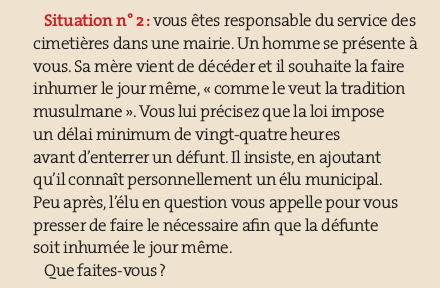 Situation n° 2 : vous êtes responsable du service des
cimetières dans une mairie. Un homme se présente à
vous. Sa mère vient de décéder et il souhaite la faire
inhumer le jour même, « comme le veut la tradition
musulmane ». Vous lui précisez que la loi impose
un délai minimum de vingt-quatre heures
avant d’enterrer un défunt. Il insiste, en ajoutant
qu’il connaît personnellement un élu municipal.
Peu après, l’élu en question vous appelle pour vous
presser de faire le nécessaire afin que la défunte
soit inhumée le jour même.
Que faites-vous ?